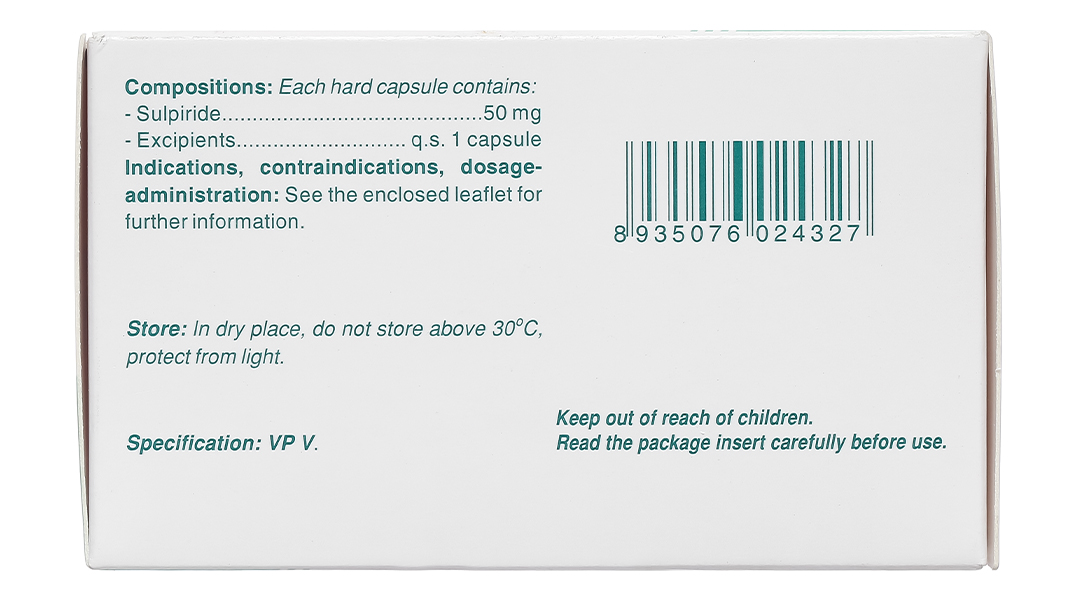 Compositions: Each hard capsule contains:
- Sulpiride............................................50 mg
- Excipients............................. q.s. 1 capsule
Indications, contraindications, dosage-
administration: See the enclosed leaflet for
further information.
8 935076 024327
Store: In dry place, do not store above 30°C,
protect from light.
Keep out of reach of children.
Specification: VP V.
Read the package insert carefully before use.